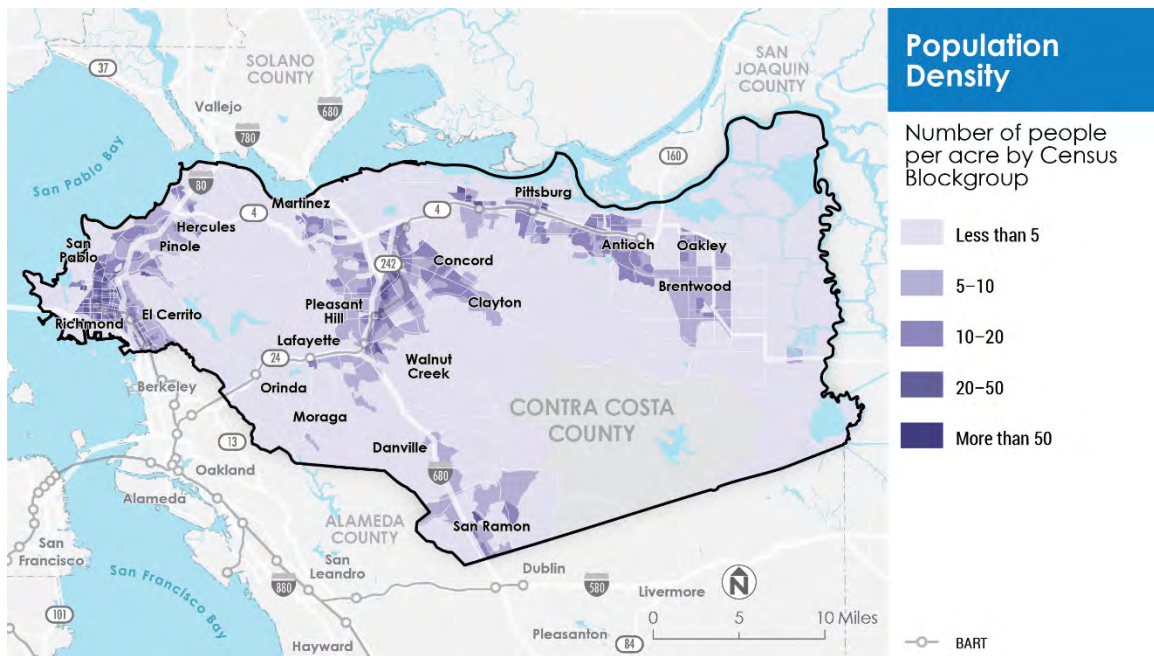 Population
Density
Number of people
per acre by Census
Blockgroup
Less than 5
5–10
10–20
20–50
More than 50
BART
SOLANO
COUNTY
SAN
JOAQUIN
COUNTY
37
Vallejo
680
780
160
San Pablo Bay
80
4
Martinez
Hercules
Pinole
San
Pablo
Richmond
El Cerrito
4
Pittsburg
Antioch
Oakley
Brentwood
242
Concord
Clayton
Pleasant
Hill
Lafayette
24
Walnut
Creek
Orinda
Moraga
Berkeley
13
Oakland
Alameda
CONTRA COSTA
COUNTY
Danville
680
San Ramon
ALAMEDA
COUNTY
San
Francisco
San
Leandro
San Francisco Bay
880
Dublin
580
Livermore
N
101
Hayward
Pleasanton
84
0 5 10 Miles